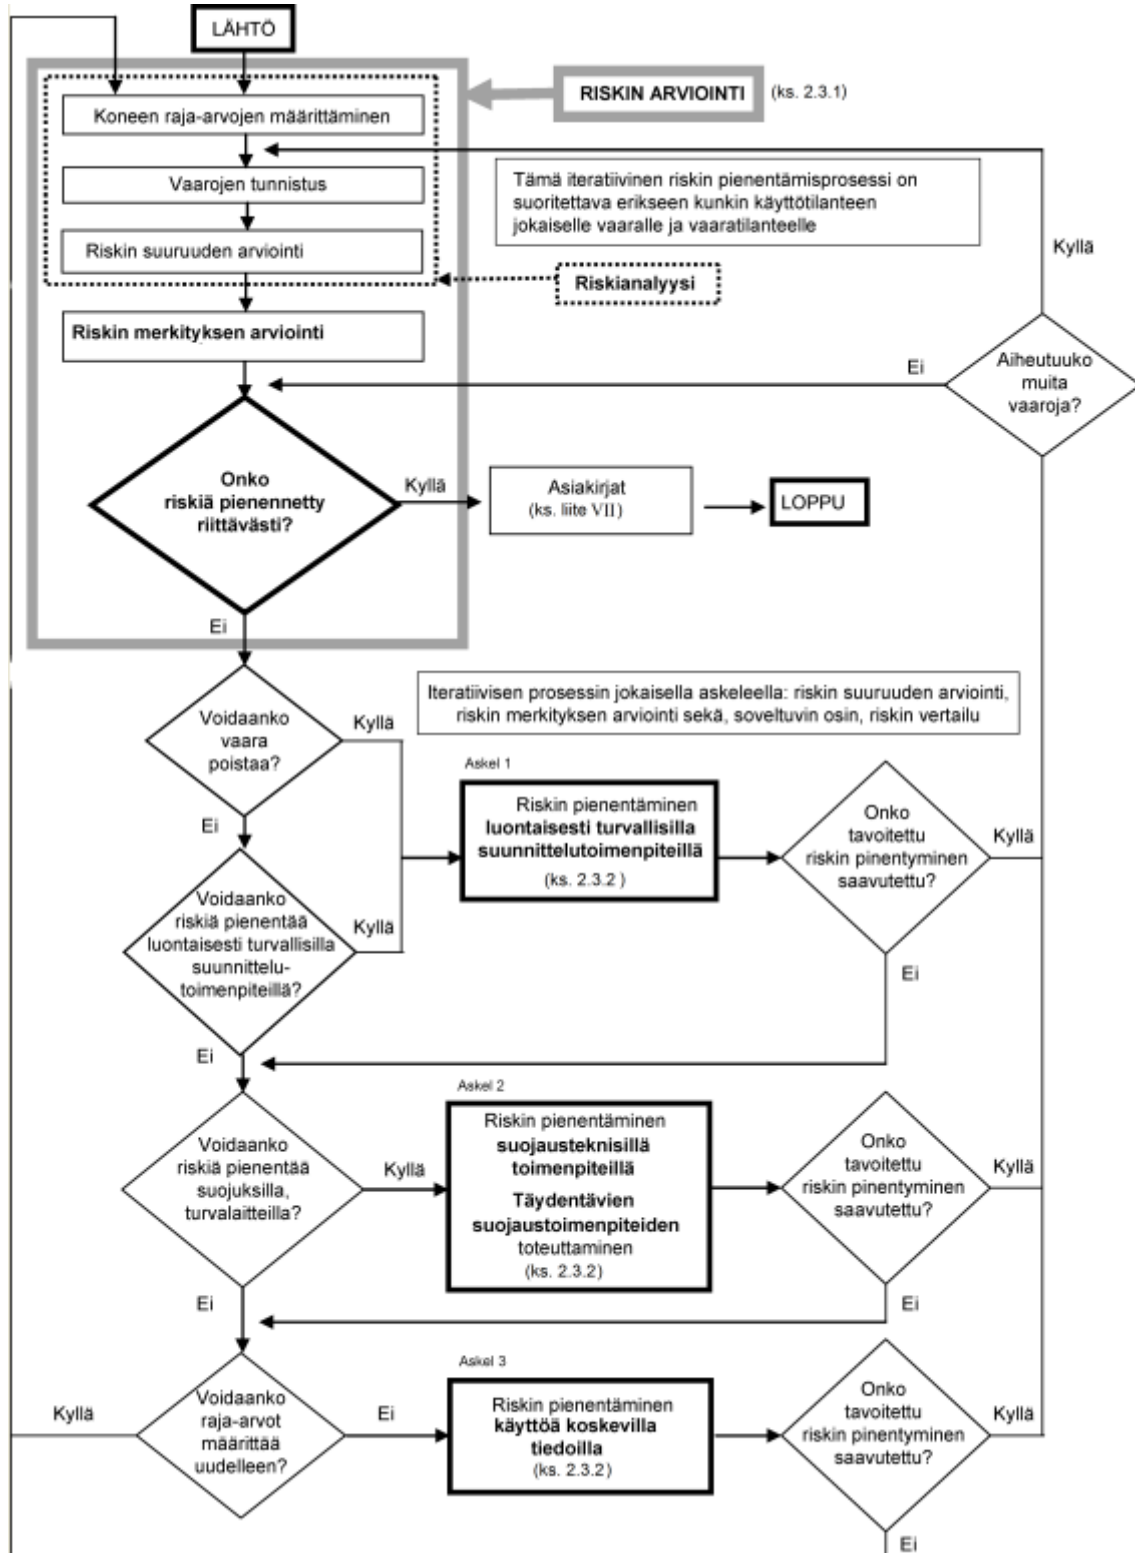 LÄHTÖ
RISKIN ARVIOINTI
(ks. 2.3.1)
Koneen raja-arvojen määrittäminen
Vaarojen tunnistus
Tämä iteratiivinen riskin pienentämisprosessi on
suoritettava erikseen kunkin käyttötilanteen
jokaiselle vaaralle ja vaaratilanteelle
Kyllä
Riskin suuruuden arviointi
Riskianalyysi
Riskin merkityksen arviointi
Ei
Aiheutuuko
muita
vaaroja?
Onko
riskiä pienennetty
riittävästi?
Kyllä
Asiakirjat
(ks. liite VII)
LOPPU
Ei
Iteratiivisen prosessin jokaisella askeleella: riskin suuruuden arviointi,
riskin merkityksen arviointi sekä, soveltuvin osin, riskin vertailu
Voidaanko
vaara
poistaa?
Kyllä
Ei
Askel 1
Riskin pienentäminen
luontaisesti turvallisilla
suunnittelutoimenpiteillä
(ks. 2.3.2 )
Onko
tavoitettu
riskin pinentyminen
saavutettu?
Kyllä
Ei
Voidaanko
riskiä pienentää
luontaisesti turvallisilla
suunnittelu-
toimenpiteillä?
Kyllä
Ei
Askel 2
Voidaanko
riskiä pienentää
suojuksilla,
turvalaitteilla?
Kyllä
Riskin pienentäminen
suojausteknisillä
toimenpiteillä
Täydentävien
suojaustoimenpiteiden
toteuttaminen
(ks. 2.3.2)
Onko
tavoitettu
riskin pinentyminen
saavutettu?
Kyllä
Ei
Ei
Askel 3
Kyllä
Voidaanko
raja-arvot
määrittää
uudelleen?
Ei
Riskin pienentäminen
käyttöä koskevilla
tiedoilla
(ks. 2.3.2)
Onko
tavoitettu
riskin pinentyminen
saavutettu?
Kyllä
Ei